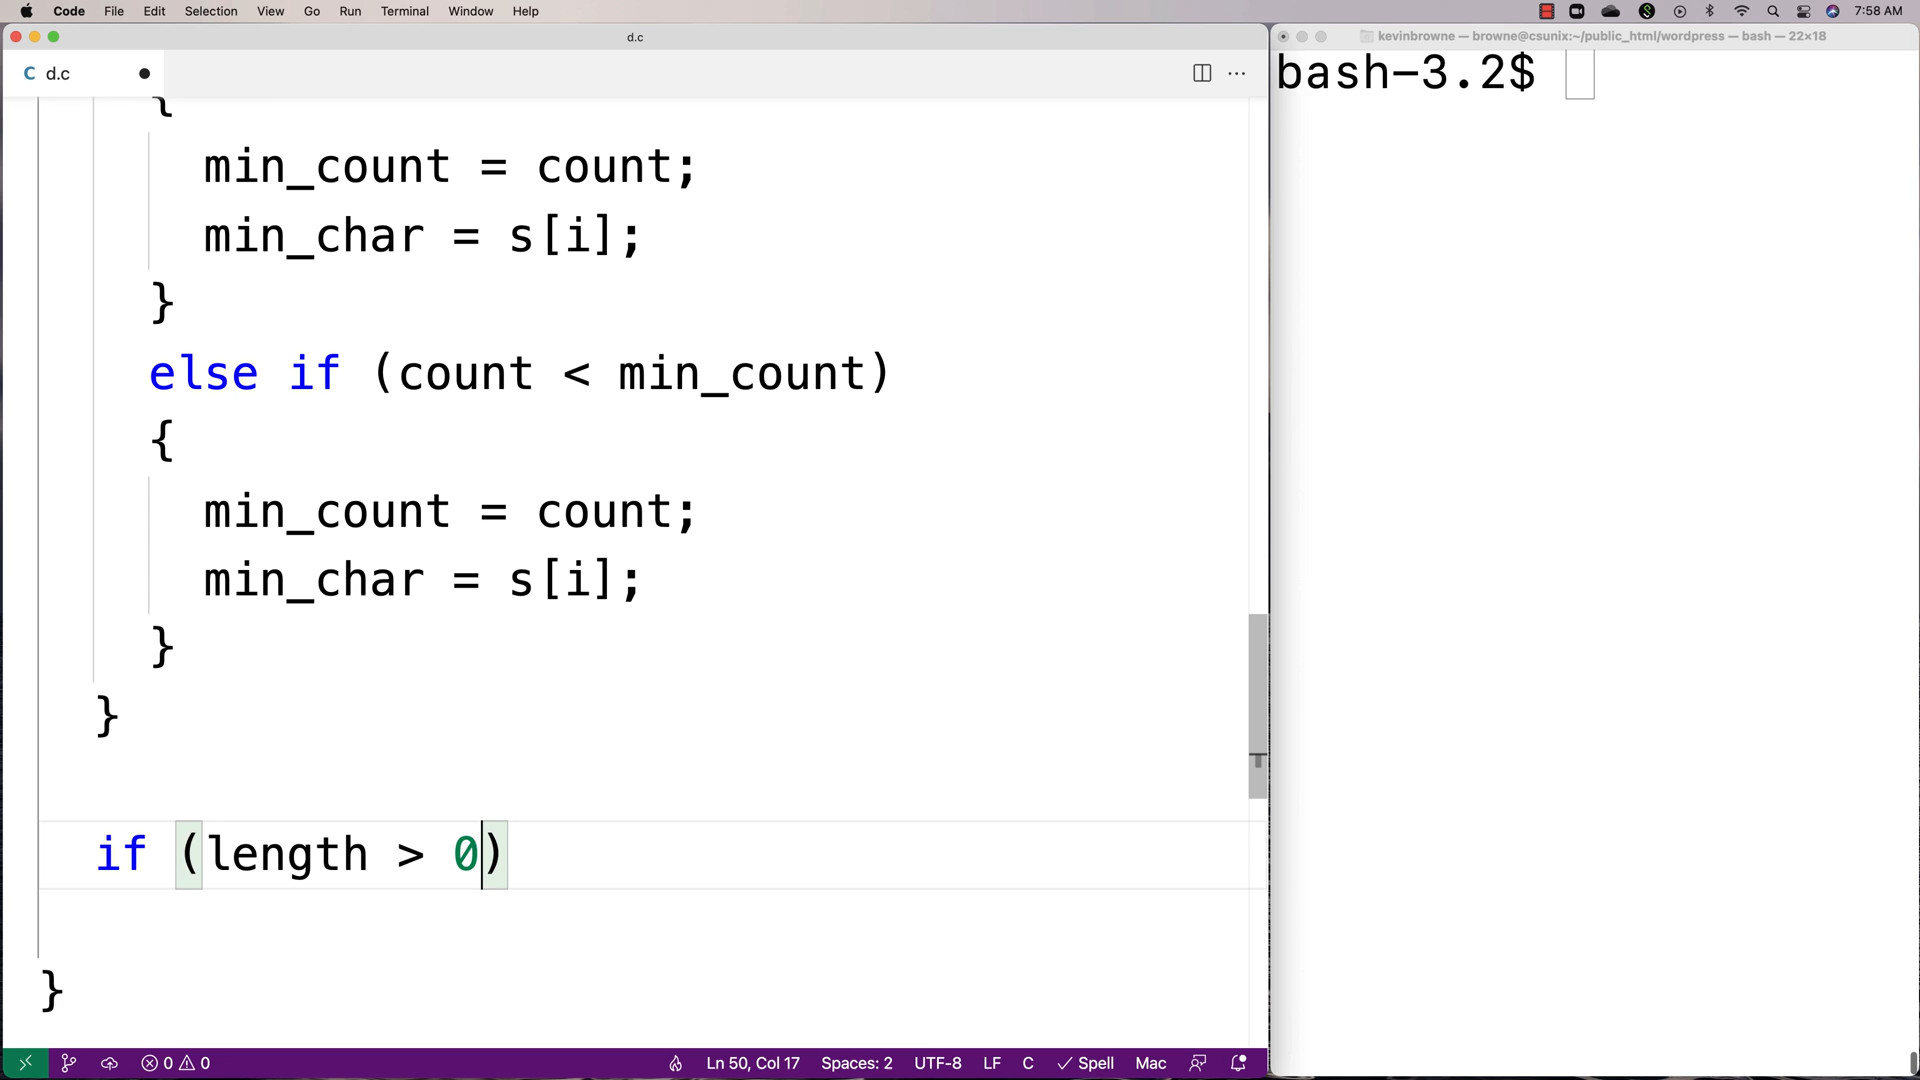 Code File Edit Selection View Go Run Terminal Window Help 7:58 AM
d.c
kevinbrowne — browne@csunix:~/public_html/wordpress — bash — 22×18
C d.c
bash-3.2$
{
min_count = count;
min_char = s[i];
}
else if (count < min_count)
{
min_count = count;
min_char = s[i];
}
}
if (length > 0)
}
0 0 Ln 50, Col 17 Spaces: 2 UTF-8 LF C Spell Mac